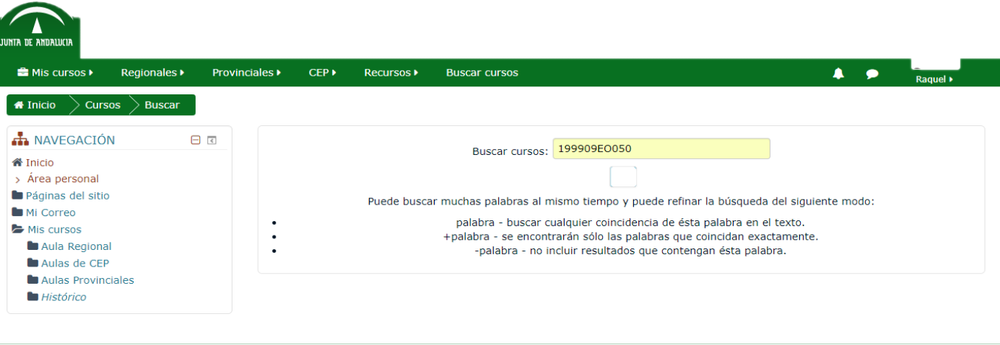 JUNTA DE ANDALUCIA
Mis cursos Regionales Provinciales CEP Recursos Buscar cursos
Raquel
Inicio Cursos Buscar
NAVEGACIÓN
Inicio
Área personal
Páginas del sitio
Mi Correo
Mis cursos
Aula Regional
Aulas de CEP
Aulas Provinciales
Histórico
Buscar cursos: 199909EO050
Puede buscar muchas palabras al mismo tiempo y puede refinar la búsqueda del siguiente modo:
• palabra - buscar cualquier coincidencia de ésta palabra en el texto.
• +palabra - se encontrarán sólo las palabras que coincidan exactamente.
• -palabra - no incluir resultados que contengan ésta palabra.